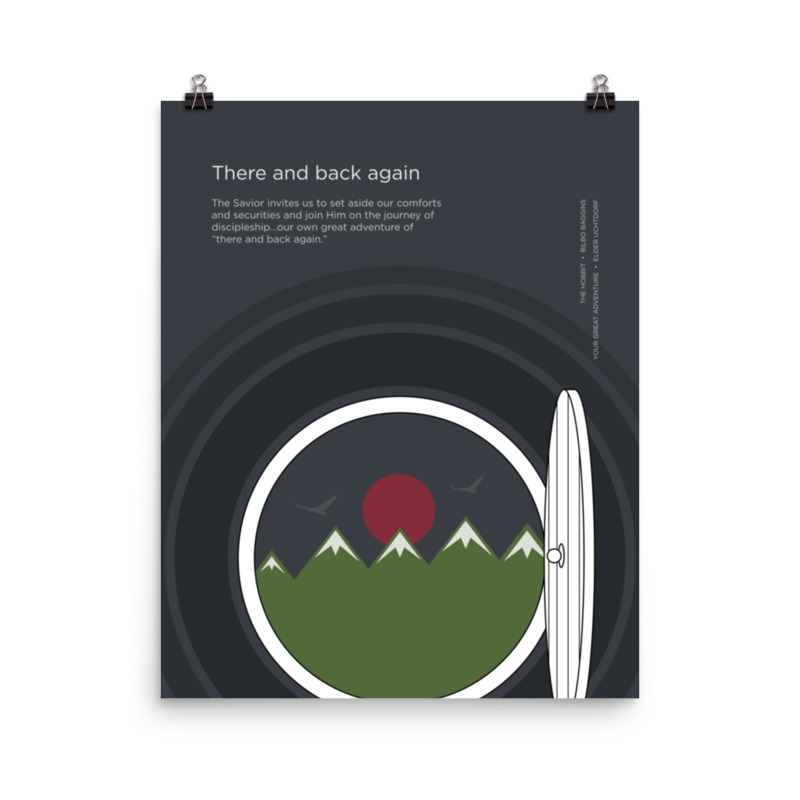 There and back again
The Savior invites us to set aside our comforts
and securities and join Him on the journey of
discipleship...our own great adventure of
"there and back again."
THE HOBBIT • BILBO BAGGINS
YOUR GREAT ADVENTURE • ELDER UCHTDORF